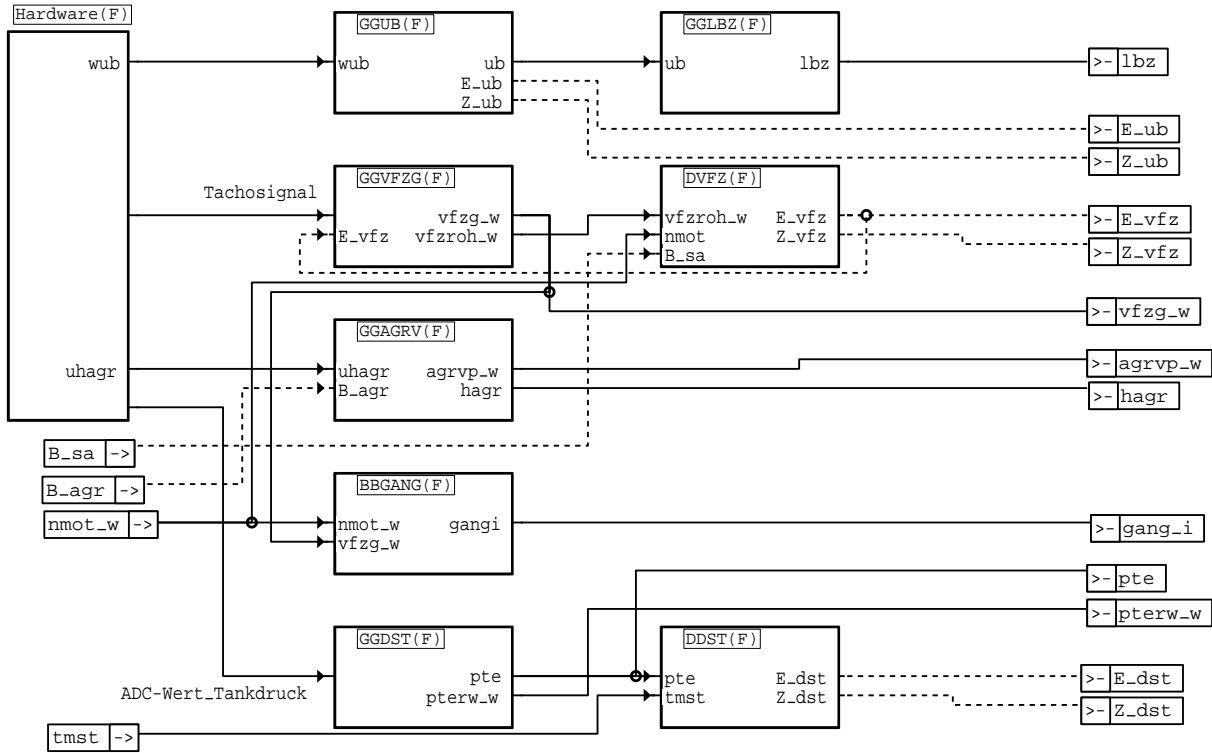 Hardware(F)
wub
uhagr
GGUB(F)
wub
ub
E_ub
Z_ub
GGLBZ(F)
ub
lbz
>- lbz
>- E_ub
>- Z_ub
Tachosignal
GGVFZG(F)
vfzg_w
E_vfz
vfzroh_w
DVFZ(F)
vfzroh_w
E_vfz
nmot
Z_vfz
B_sa
>- E_vfz
>- Z_vfz
>- vfzg_w
GGAGRV(F)
uhagr
agrvp_w
B_agr
hagr
>- agrvp_w
>- hagr
B_sa ->
B_agr ->
nmot_w ->
BBGANG(F)
nmot_w
gangi
vfzg_w
>- gang_i
>- pte
>- pterw_w
ADC-Wert_Tankdruck
GGDST(F)
pte
pterw_w
DDST(F)
pte
E_dst
tmst
Z_dst
>- E_dst
>- Z_dst
tmst ->